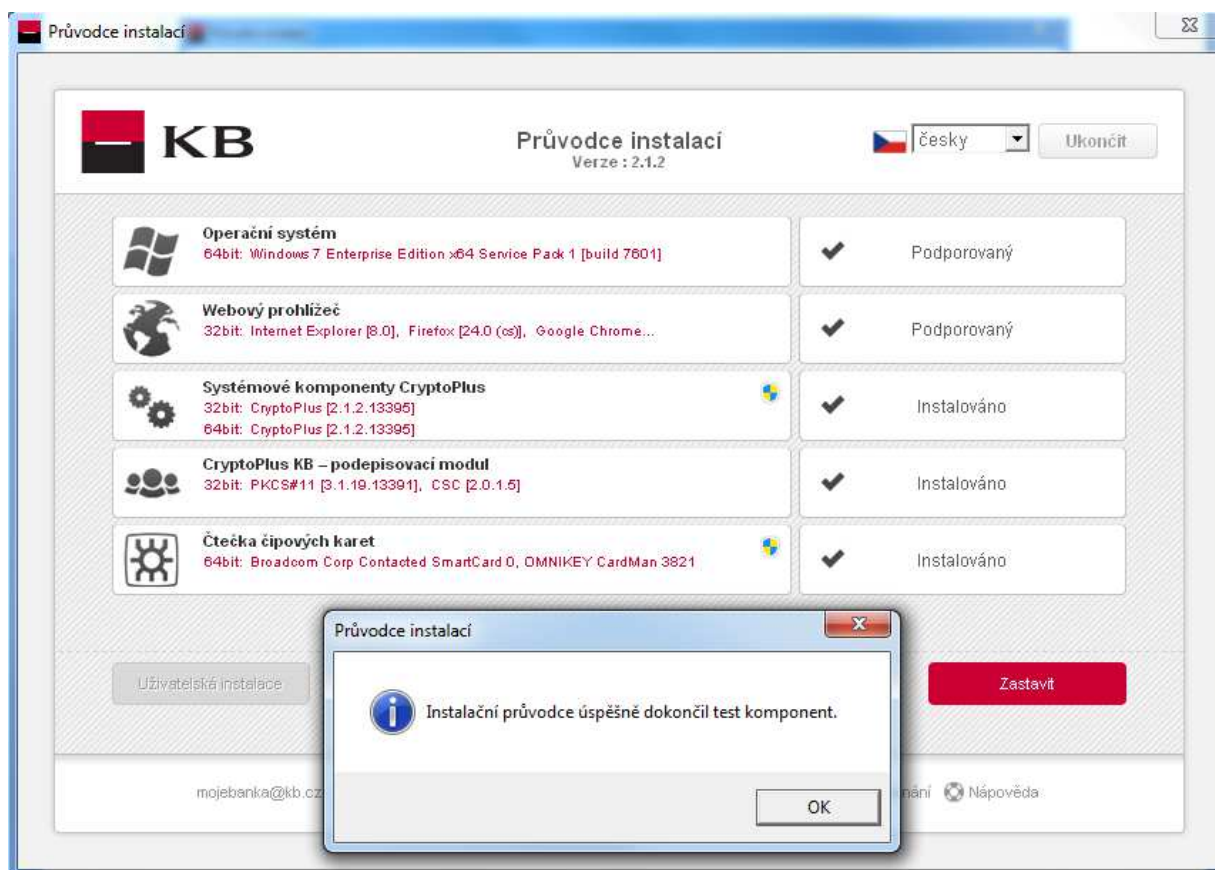 Průvodce instalací
KB
Průvodce instalací
Verze : 2.1.2
česky
Ukončit
Operační systém
64bit: Windows 7 Enterprise Edition x64 Service Pack 1 [build 7601]
Podporovaný
Webový prohlížeč
32bit: Internet Explorer [8.0], Firefox [24.0 (cs)], Google Chrome...
Podporovaný
Systémové komponenty CryptoPlus
32bit: CryptoPlus [2.1.2.13395]
64bit: CryptoPlus [2.1.2.13395]
Instalováno
CryptoPlus KB – podepisovací modul
32bit: PKCS#11 [3.1.19.13391], CSC [2.0.1.5]
Instalováno
Čtečka čipových karet
64bit: Broadcom Corp Contacted SmartCard 0, OMNIKEY CardMan 3821
Instalováno
Průvodce instalací
Instalační průvodce úspěšně dokončil test komponent.
OK
Uživatelská instalace
Zastavit
mojebanka@kb.cz
Nápověda